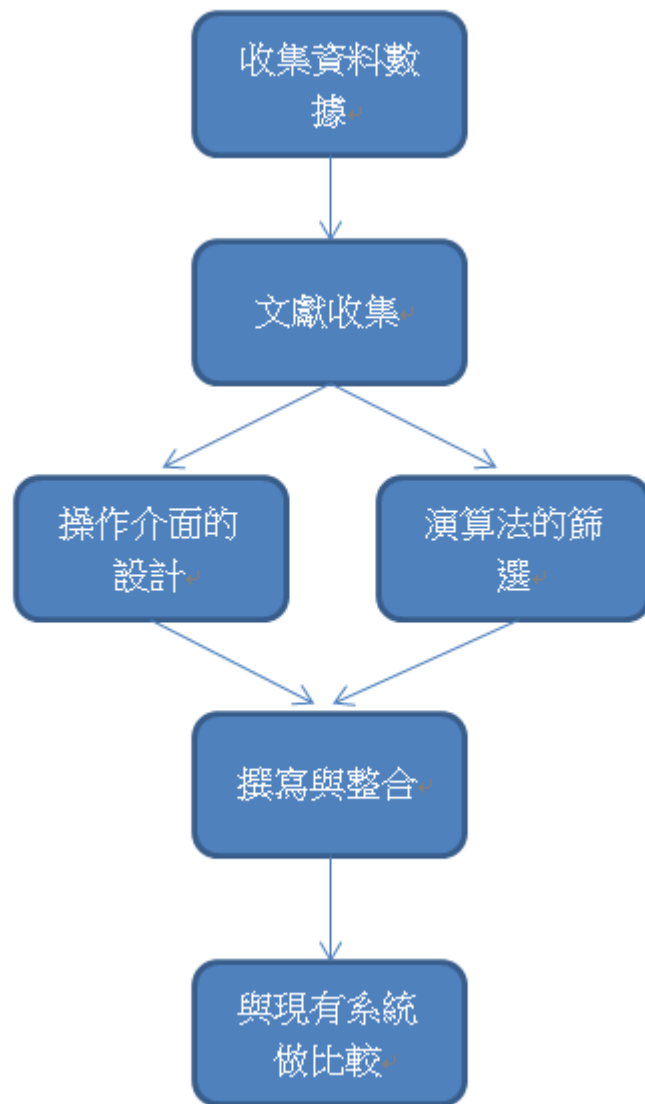 收集資料數
據
文獻收集
操作介面的
設計
演算法的篩
選
撰寫與整合
與現有系統
做比較